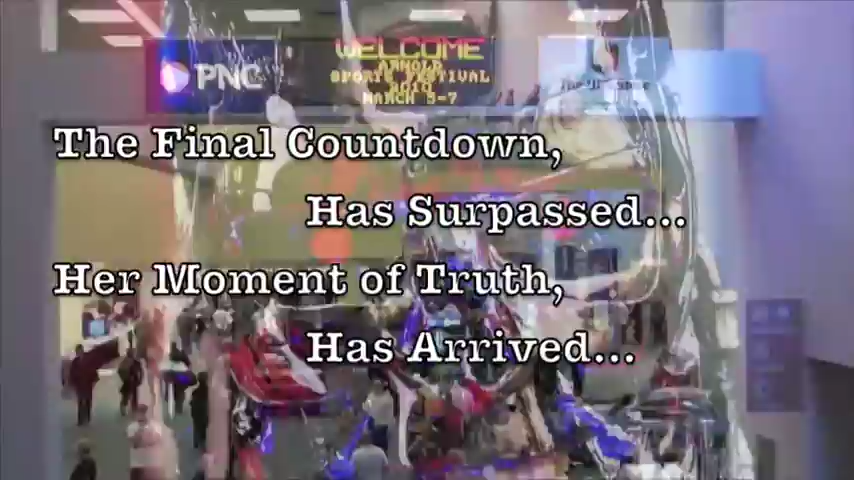 WELCOME
ARNOLD
SPORTS FESTIVAL
2010
MARCH 5-7
PNC
The Final Countdown,
Has Surpassed...
Her Moment of Truth,
Has Arrived...